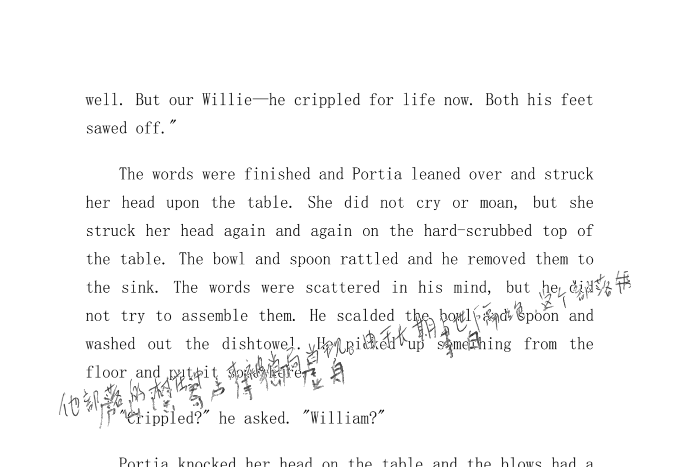 well. But our Willie—he crippled for life now. Both his feet
sawed off."
The words were finished and Portia leaned over and struck
her head upon the table. She did not cry or moan, but she
struck her head again and again on the hard-scrubbed top of
the table. The bowl and spoon rattled and he removed them to
the sink. The words were scattered in his mind, but he did
not try to assemble them. He scalded the bowl and spoon and
washed out the dishtowel. He picked up something from the
floor and put it somewhere.
"Crippled?" he asked. "William?"
Portia knocked her head on the table and the blows had a